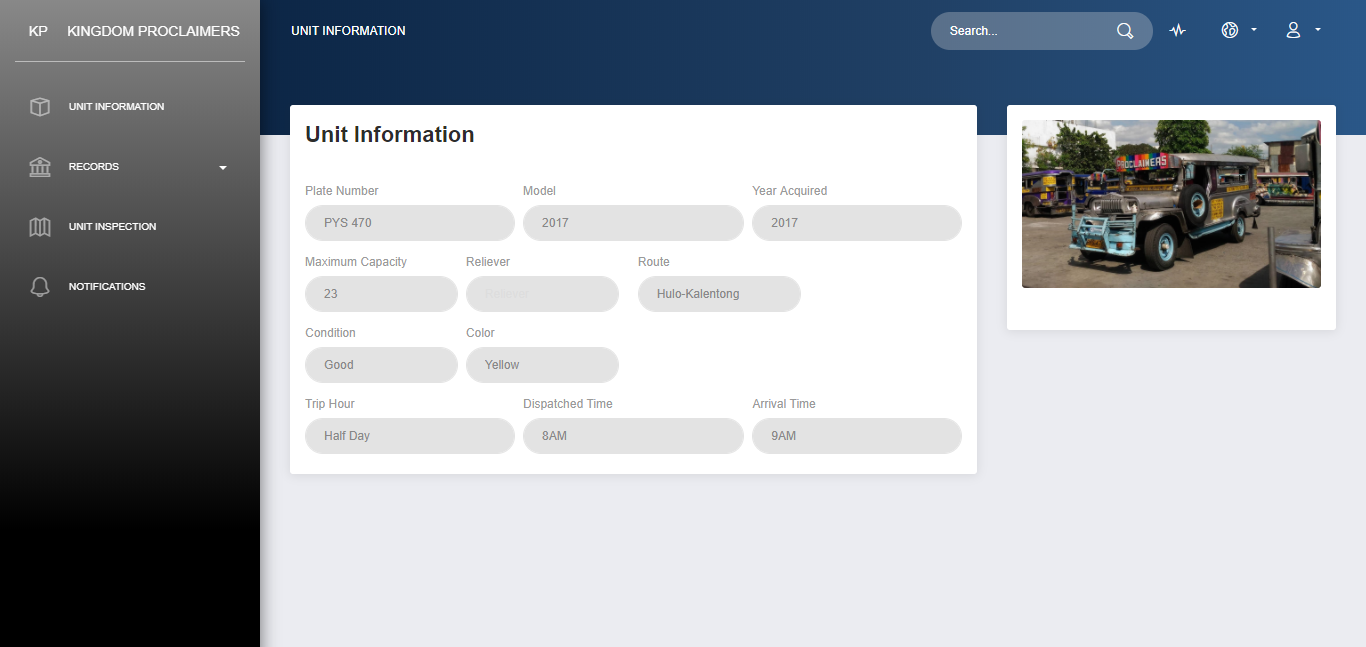 KP KINGDOM PROCLAIMERS
UNIT INFORMATION
RECORDS
UNIT INSPECTION
NOTIFICATIONS
UNIT INFORMATION
Search...
Unit Information
Plate Number Model Year Acquired
PYS 470 2017 2017
Maximum Capacity Reliever Route
23 Reliever Hulo-Kalentong
Condition Color
Good Yellow
Trip Hour Dispatched Time Arrival Time
Half Day 8AM 9AM
PROCLAIMERS